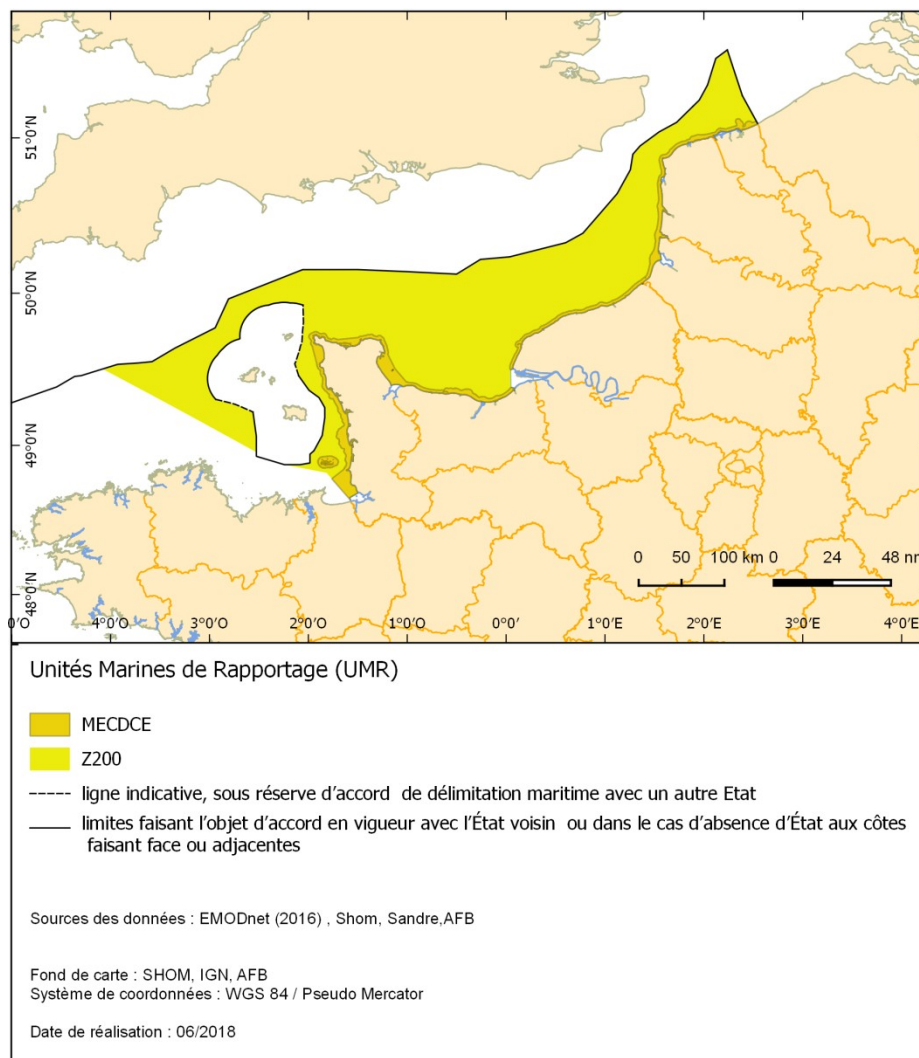 51°0'N
50°0'N
49°0'N
48°0'N
0 50 100 km 0 24 48 nm
0'O 4°0'O 3°0'O 2°0'O 1°0'O 0°0' 1°0'E 2°0'E 3°0'E 4°0'E
Unités Marines de Rapportage (UMR)
MECDCE
Z200
ligne indicative, sous réserve d'accord de délimitation maritime avec un autre Etat
limites faisant l'objet d'accord en vigueur avec l'État voisin ou dans le cas d'absence d'État aux côtes
faisant face ou adjacentes
Sources des données : EMODnet (2016) , Shom, Sandre,AFB
Fond de carte : SHOM, IGN, AFB
Système de coordonnées : WGS 84 / Pseudo Mercator
Date de réalisation : 06/2018